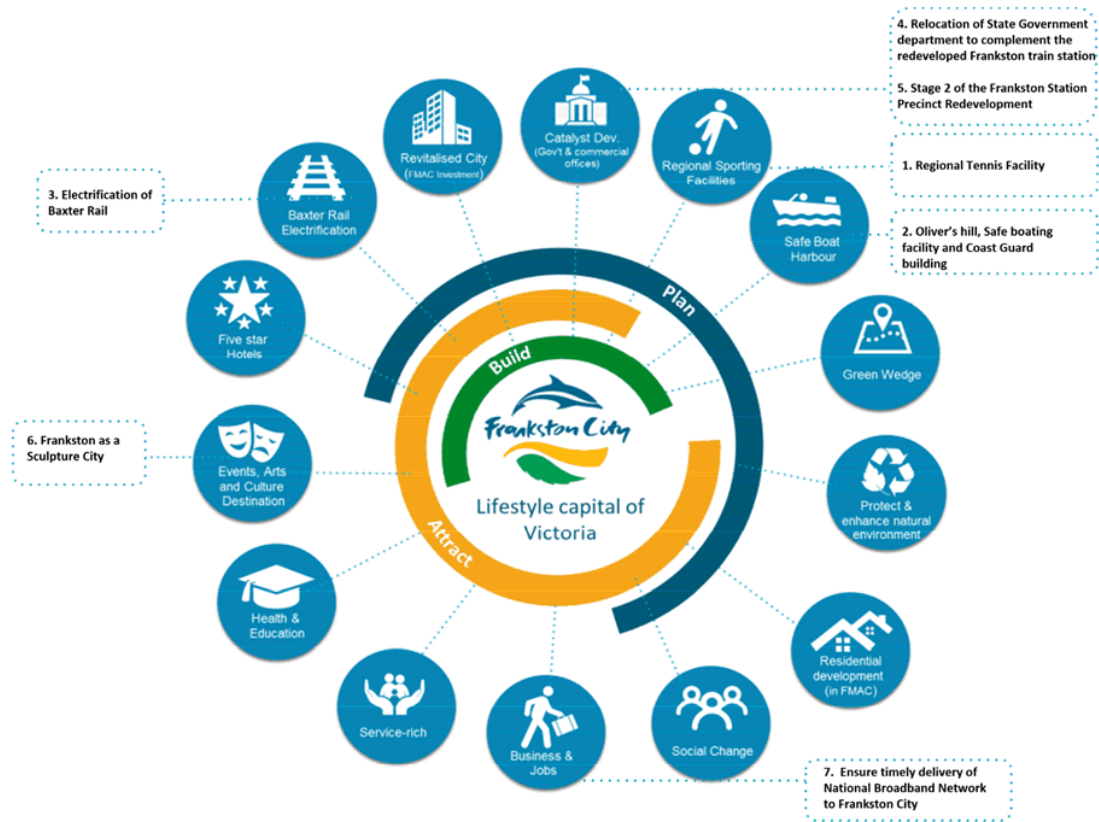 4. Relocation of State Government
department to complement the
redeveloped Frankston train station
5. Stage 2 of the Frankston Station
Precinct Redevelopment
Catalyst Dev.
(Gov't & commercial
offices)
Revitalised City
(FMAC Investment)
Regional Sporting
Facilities
1. Regional Tennis Facility
3. Electrification of
Baxter Rail
Baxter Rail
Electrification
Safe Boat
Harbour
2. Oliver's hill, Safe boating
facility and Coast Guard
building
Plan
Five star
Hotels
Build
Green Wedge
Frankston City
Lifestyle capital of
Victoria
6. Frankston as a
Sculpture City
Events, Arts
and Culture
Destination
Protect &
enhance natural
environment
Attract
Health &
Education
Residential
development
(in FMAC)
Service-rich
Business &
Jobs
Social Change
7. Ensure timely delivery of
National Broadband Network
to Frankston City